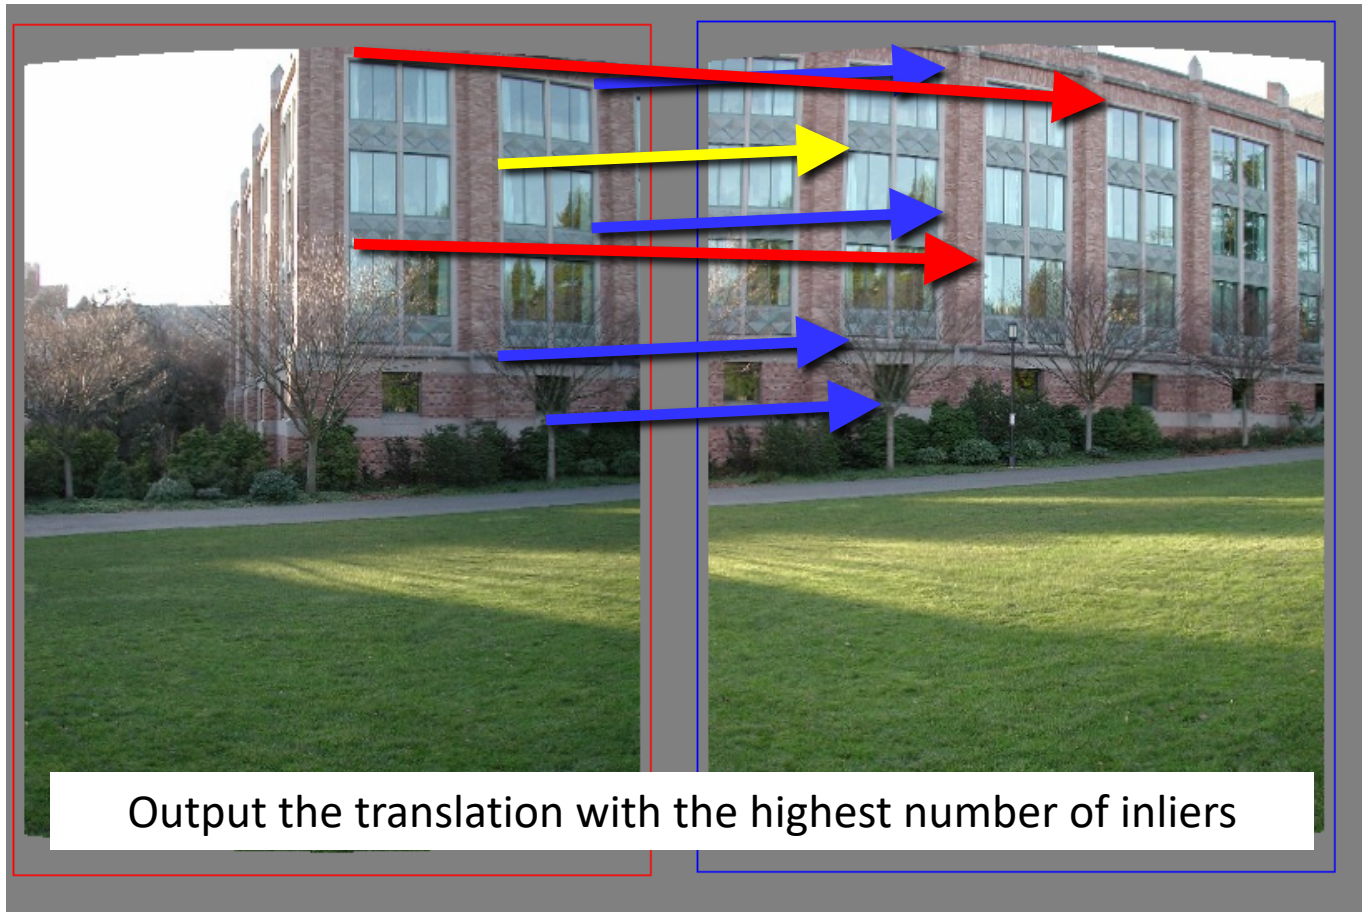 Output the translation with the highest number of inliers